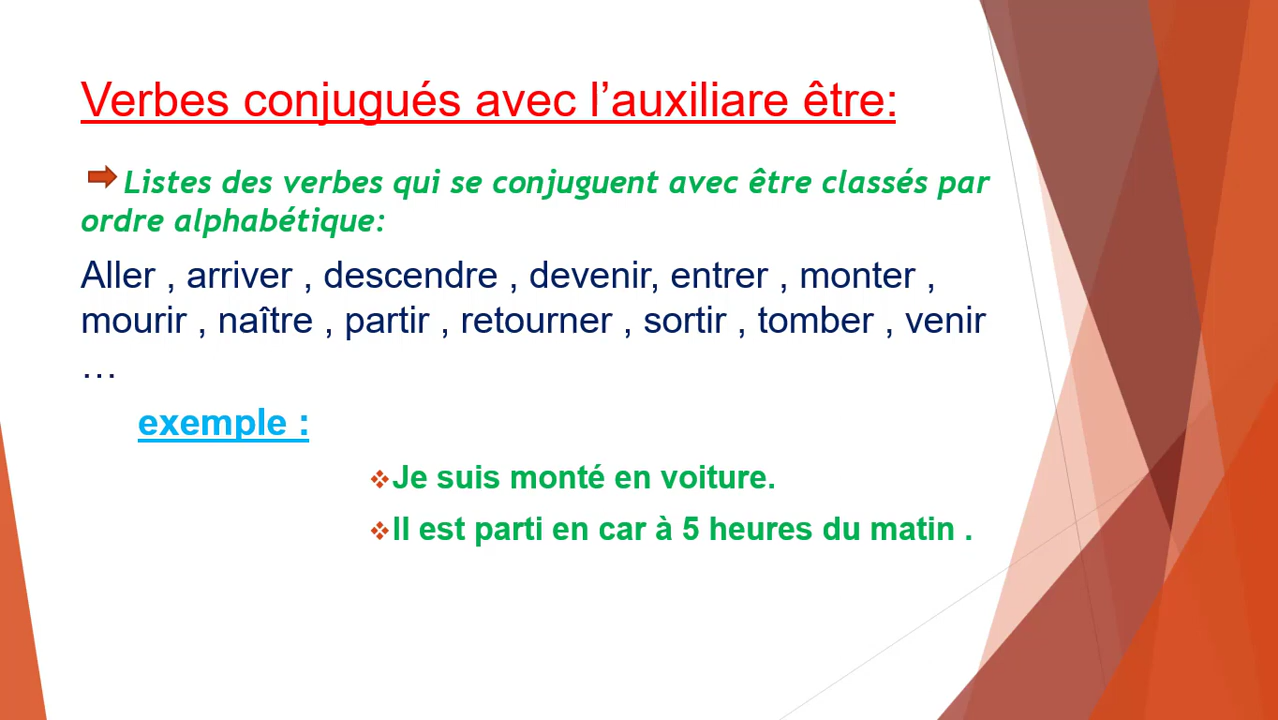 Verbes conjugués avec l’auxiliare être:
Listes des verbes qui se conjuguent avec être classés par
ordre alphabétique:
Aller , arriver , descendre , devenir, entrer , monter ,
mourir , naître , partir , retourner , sortir , tomber , venir
…
exemple :
Je suis monté en voiture.
Il est parti en car à 5 heures du matin .